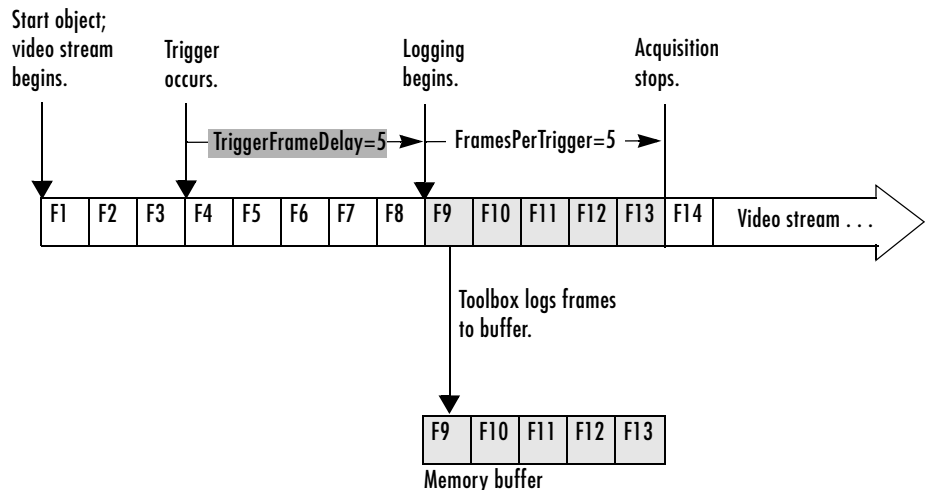 Start object;
video stream
begins.
Trigger
occurs.
Logging
begins.
Acquisition
stops.
TriggerFrameDelay=5
FramesPerTrigger=5
F1 F2 F3 F4 F5 F6 F7 F8 F9 F10 F11 F12 F13 F14 Video stream . . .
Toolbox logs frames
to buffer.
F9 F10 F11 F12 F13
Memory buffer